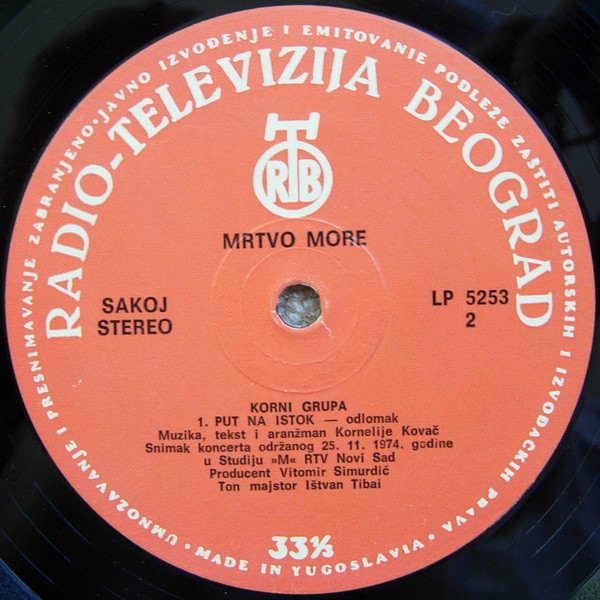 UMNOŽAVANJE I PRESNIMAVANJE ZABRANJENO · JAVNO IZVOĐENJE I EMITOVANJE PODLEŽE ZAŠTITI AUTORSKIH I IZVOĐAČKIH PRAVA ·
RADIO-TELEVIZIJA BEOGRAD
RTB
MRTVO MORE
SAKOJ
STEREO
LP 5253
2
KORNI GRUPA
1. PUT NA ISTOK — odlomak
Muzika, tekst i aranžman Kornelije Kovač
Snimak koncerta održanog 25. 11. 1974. godine
u Studiju »M« RTV Novi Sad
Producent Vitomir Simurdić
Ton majstor Ištvan Tibai
33⅓
· MADE IN YUGOSLAVIA ·